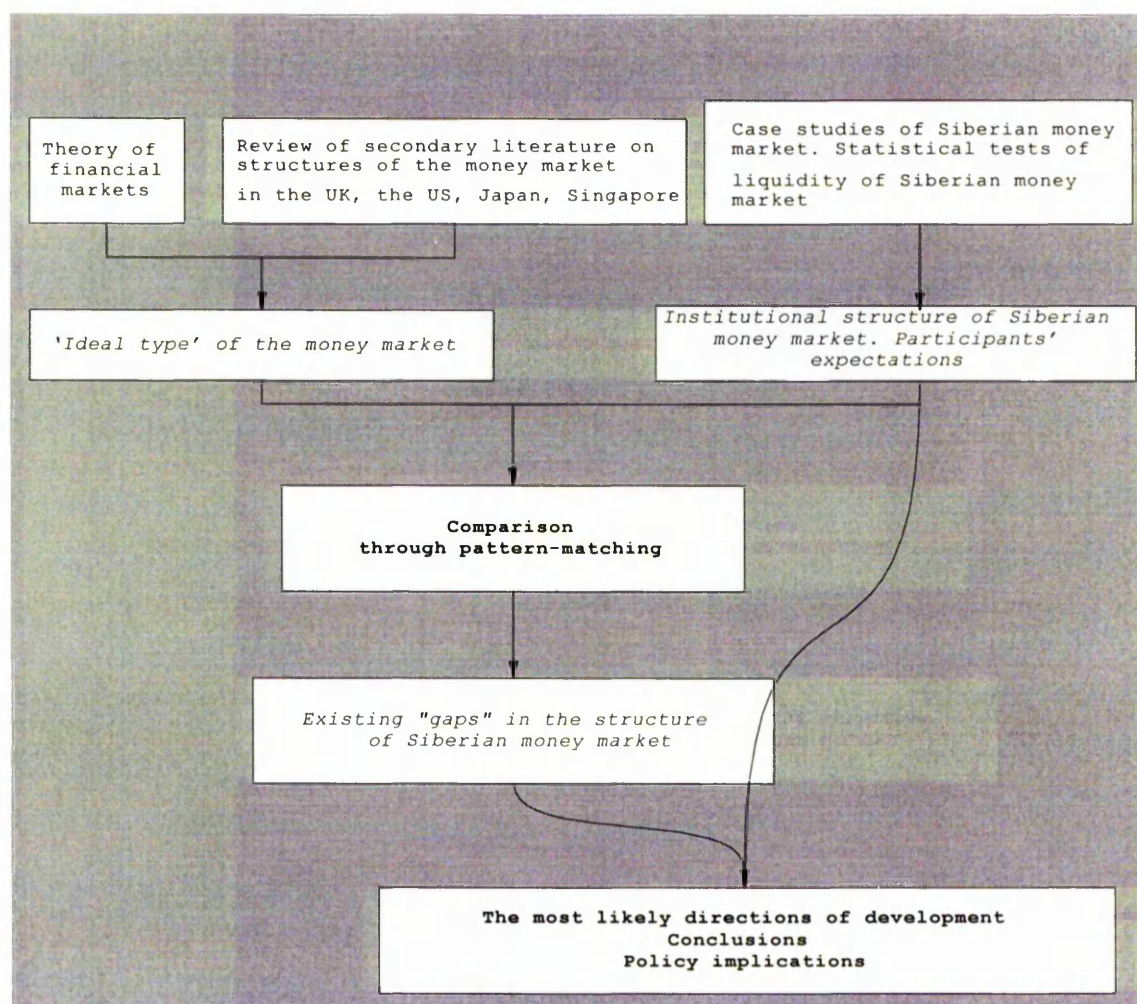 Theory of
financial
markets
Review of secondary literature on
structures of the money market
in the UK, the US, Japan, Singapore
Case studies of Siberian money
market. Statistical tests of
liquidity of Siberian money
market
'Ideal type' of the money market
Institutional structure of Siberian
money market. Participants'
expectations
Comparison
through pattern-matching
Existing "gaps" in the structure
of Siberian money market
The most likely directions of development
Conclusions
Policy implications